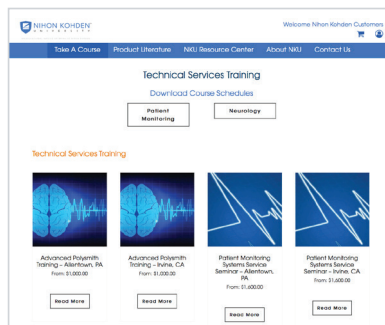 NIHON KOHDEN
UNIVERSITY
Welcome Nihon Kohden Customers
Take A Course Product Literature NKU Resource Center About NKU Contact Us
Technical Services Training
Download Course Schedules
Patient Monitoring
Neurology
Technical Services Training
Advanced Polysmith
Training – Allentown,
PA
From: $1,000.00
Read More
Advanced Polysmith
Training – Irvine, CA
From: $1,000.00
Read More
Patient Monitoring
Systems Service
Seminar – Allentown,
PA
From: $1,600.00
Read More
Patient Monitoring
Systems Service
Seminar – Irvine, CA
From: $1,600.00
Read More